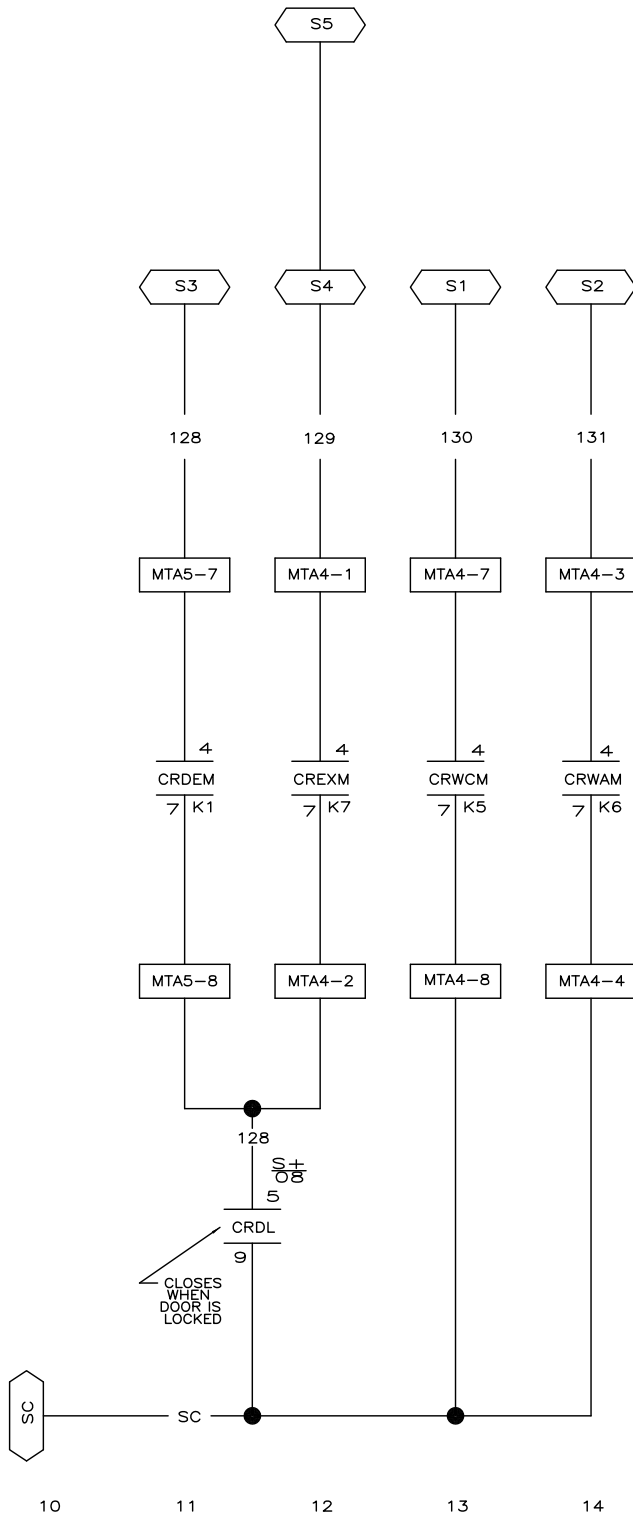 S5
S3 S4 S1 S2
128 129 130 131
MTA5-7 MTA4-1 MTA4-7 MTA4-3
4 4 4 4
CRDEM CREXM CRWCM CRWAM
7 K1 7 K7 7 K5 7 K6
MTA5-8 MTA4-2 MTA4-8 MTA4-4
128
S+
08
5
CRDL
9
CLOSES
WHEN
DOOR IS
LOCKED
SC SC
10 11 12 13 14